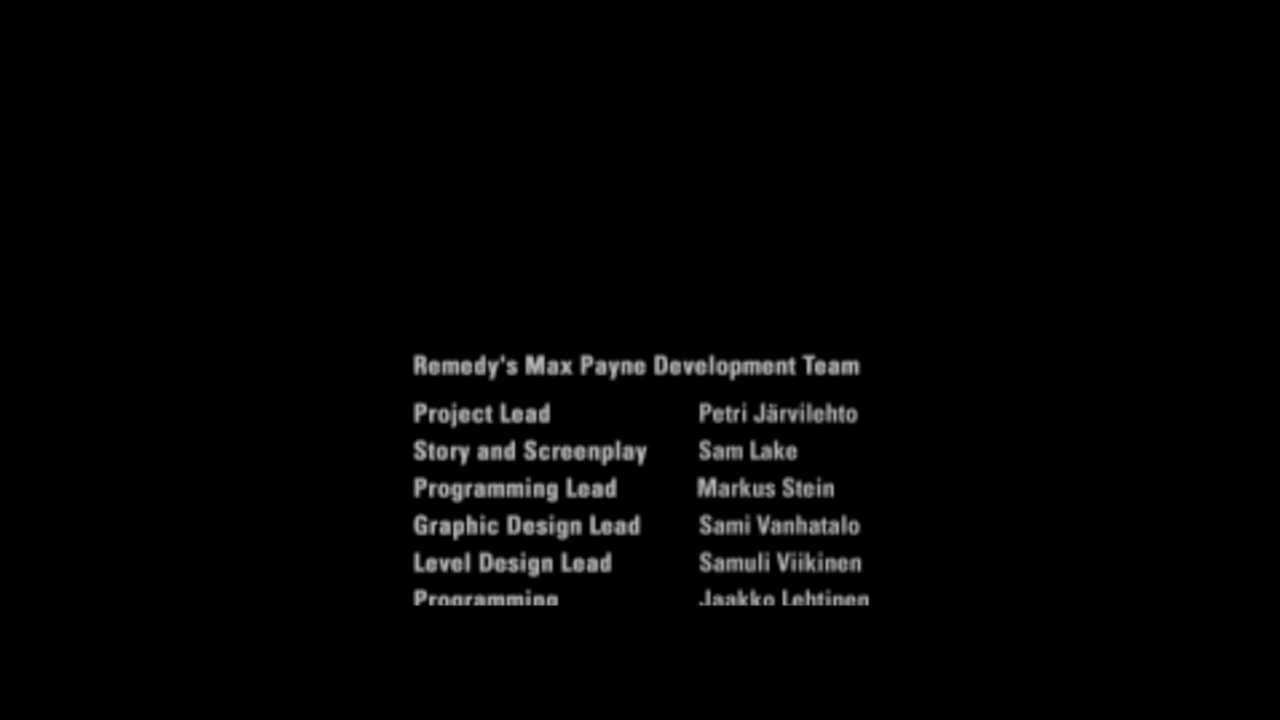 Remedy's Max Payne Development Team
Project Lead Petri Järvilehto
Story and Screenplay Sam Lake
Programming Lead Markus Stein
Graphic Design Lead Sami Vanhatalo
Level Design Lead Samuli Viikinen
Programming Jaakko Lehtinen